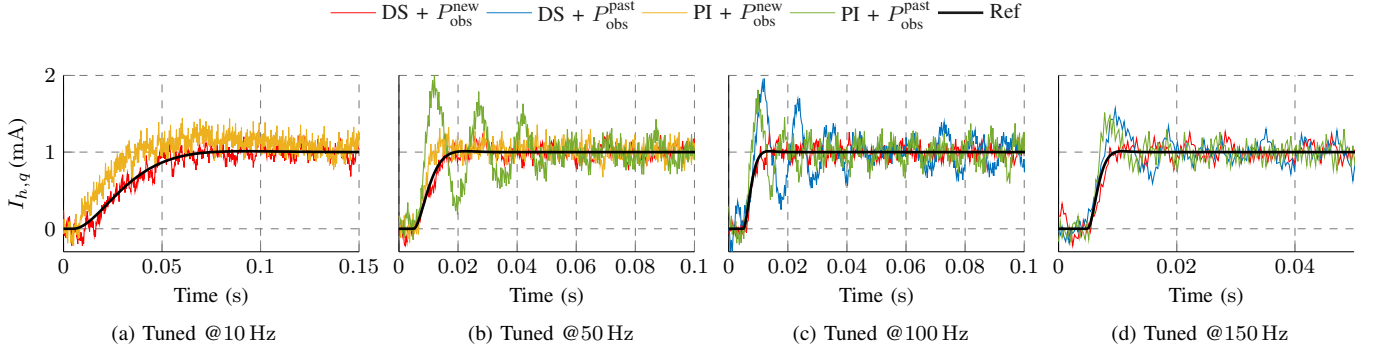 DS + P_obs^new DS + P_obs^past PI + P_obs^new PI + P_obs^past Ref
I_h,q (mA)
2
1
0
0 0.05 0.1 0.15
Time (s)
(a) Tuned @10 Hz
0 0.02 0.04 0.06 0.08 0.1
Time (s)
(b) Tuned @50 Hz
0 0.02 0.04 0.06 0.08 0.1
Time (s)
(c) Tuned @100 Hz
0 0.02 0.04
Time (s)
(d) Tuned @150 Hz